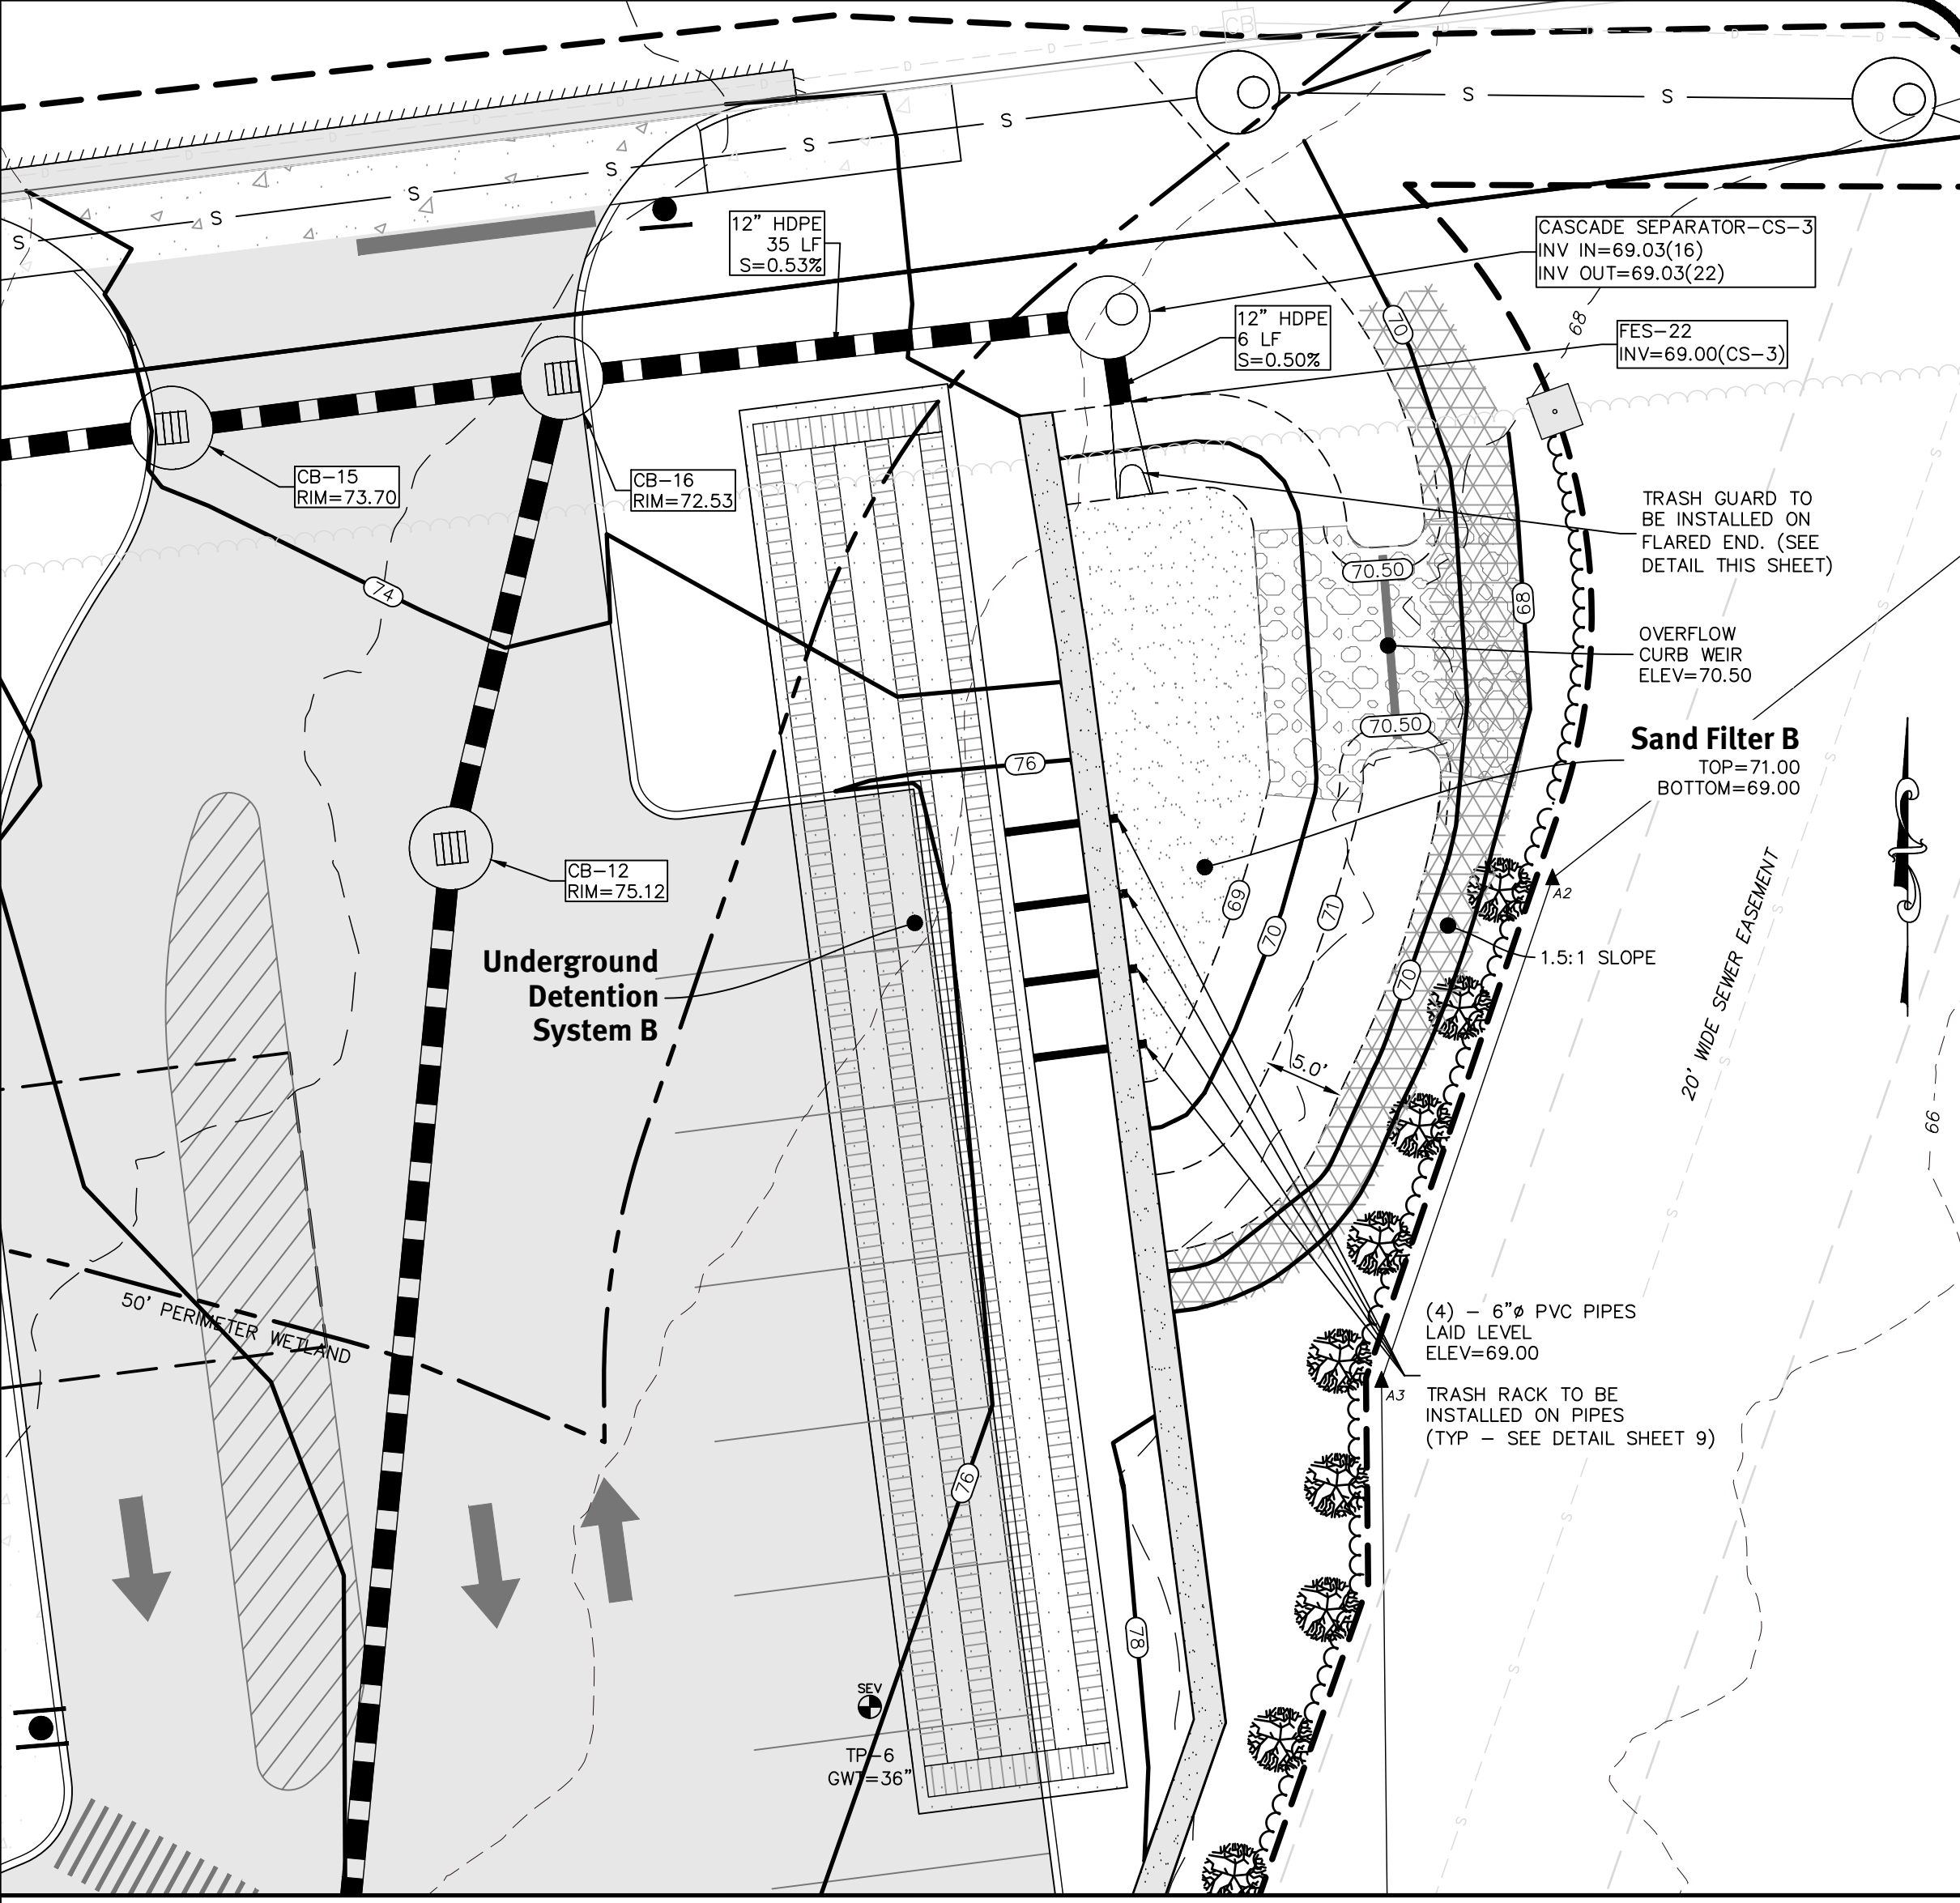 CB
D
D
D
D
D
D
D
S
S
S
S
S
S
S
S
12" HDPE
35 LF
S=0.53%
CASCADE SEPARATOR-CS-3
INV IN=69.03(16)
INV OUT=69.03(22)
12" HDPE
6 LF
S=0.50%
68
70
FES-22
INV=69.00(CS-3)
CB-15
RIM=73.70
CB-16
RIM=72.53
TRASH GUARD TO
BE INSTALLED ON
FLARED END. (SEE
DETAIL THIS SHEET)
74
70.50
68
OVERFLOW
CURB WEIR
ELEV=70.50
70.50
Sand Filter B
TOP=71.00
BOTTOM=69.00
76
CB-12
RIM=75.12
69
70
71
A2
20' WIDE SEWER EASEMENT
Underground
Detention
System B
70
1.5:1 SLOPE
5.0'
66
50' PERIMETER WETLAND
(4) – 6"ø PVC PIPES
LAID LEVEL
ELEV=69.00
A3
TRASH RACK TO BE
INSTALLED ON PIPES
(TYP – SEE DETAIL SHEET 9)
76
78
SEV
TP-6
GWT=36"